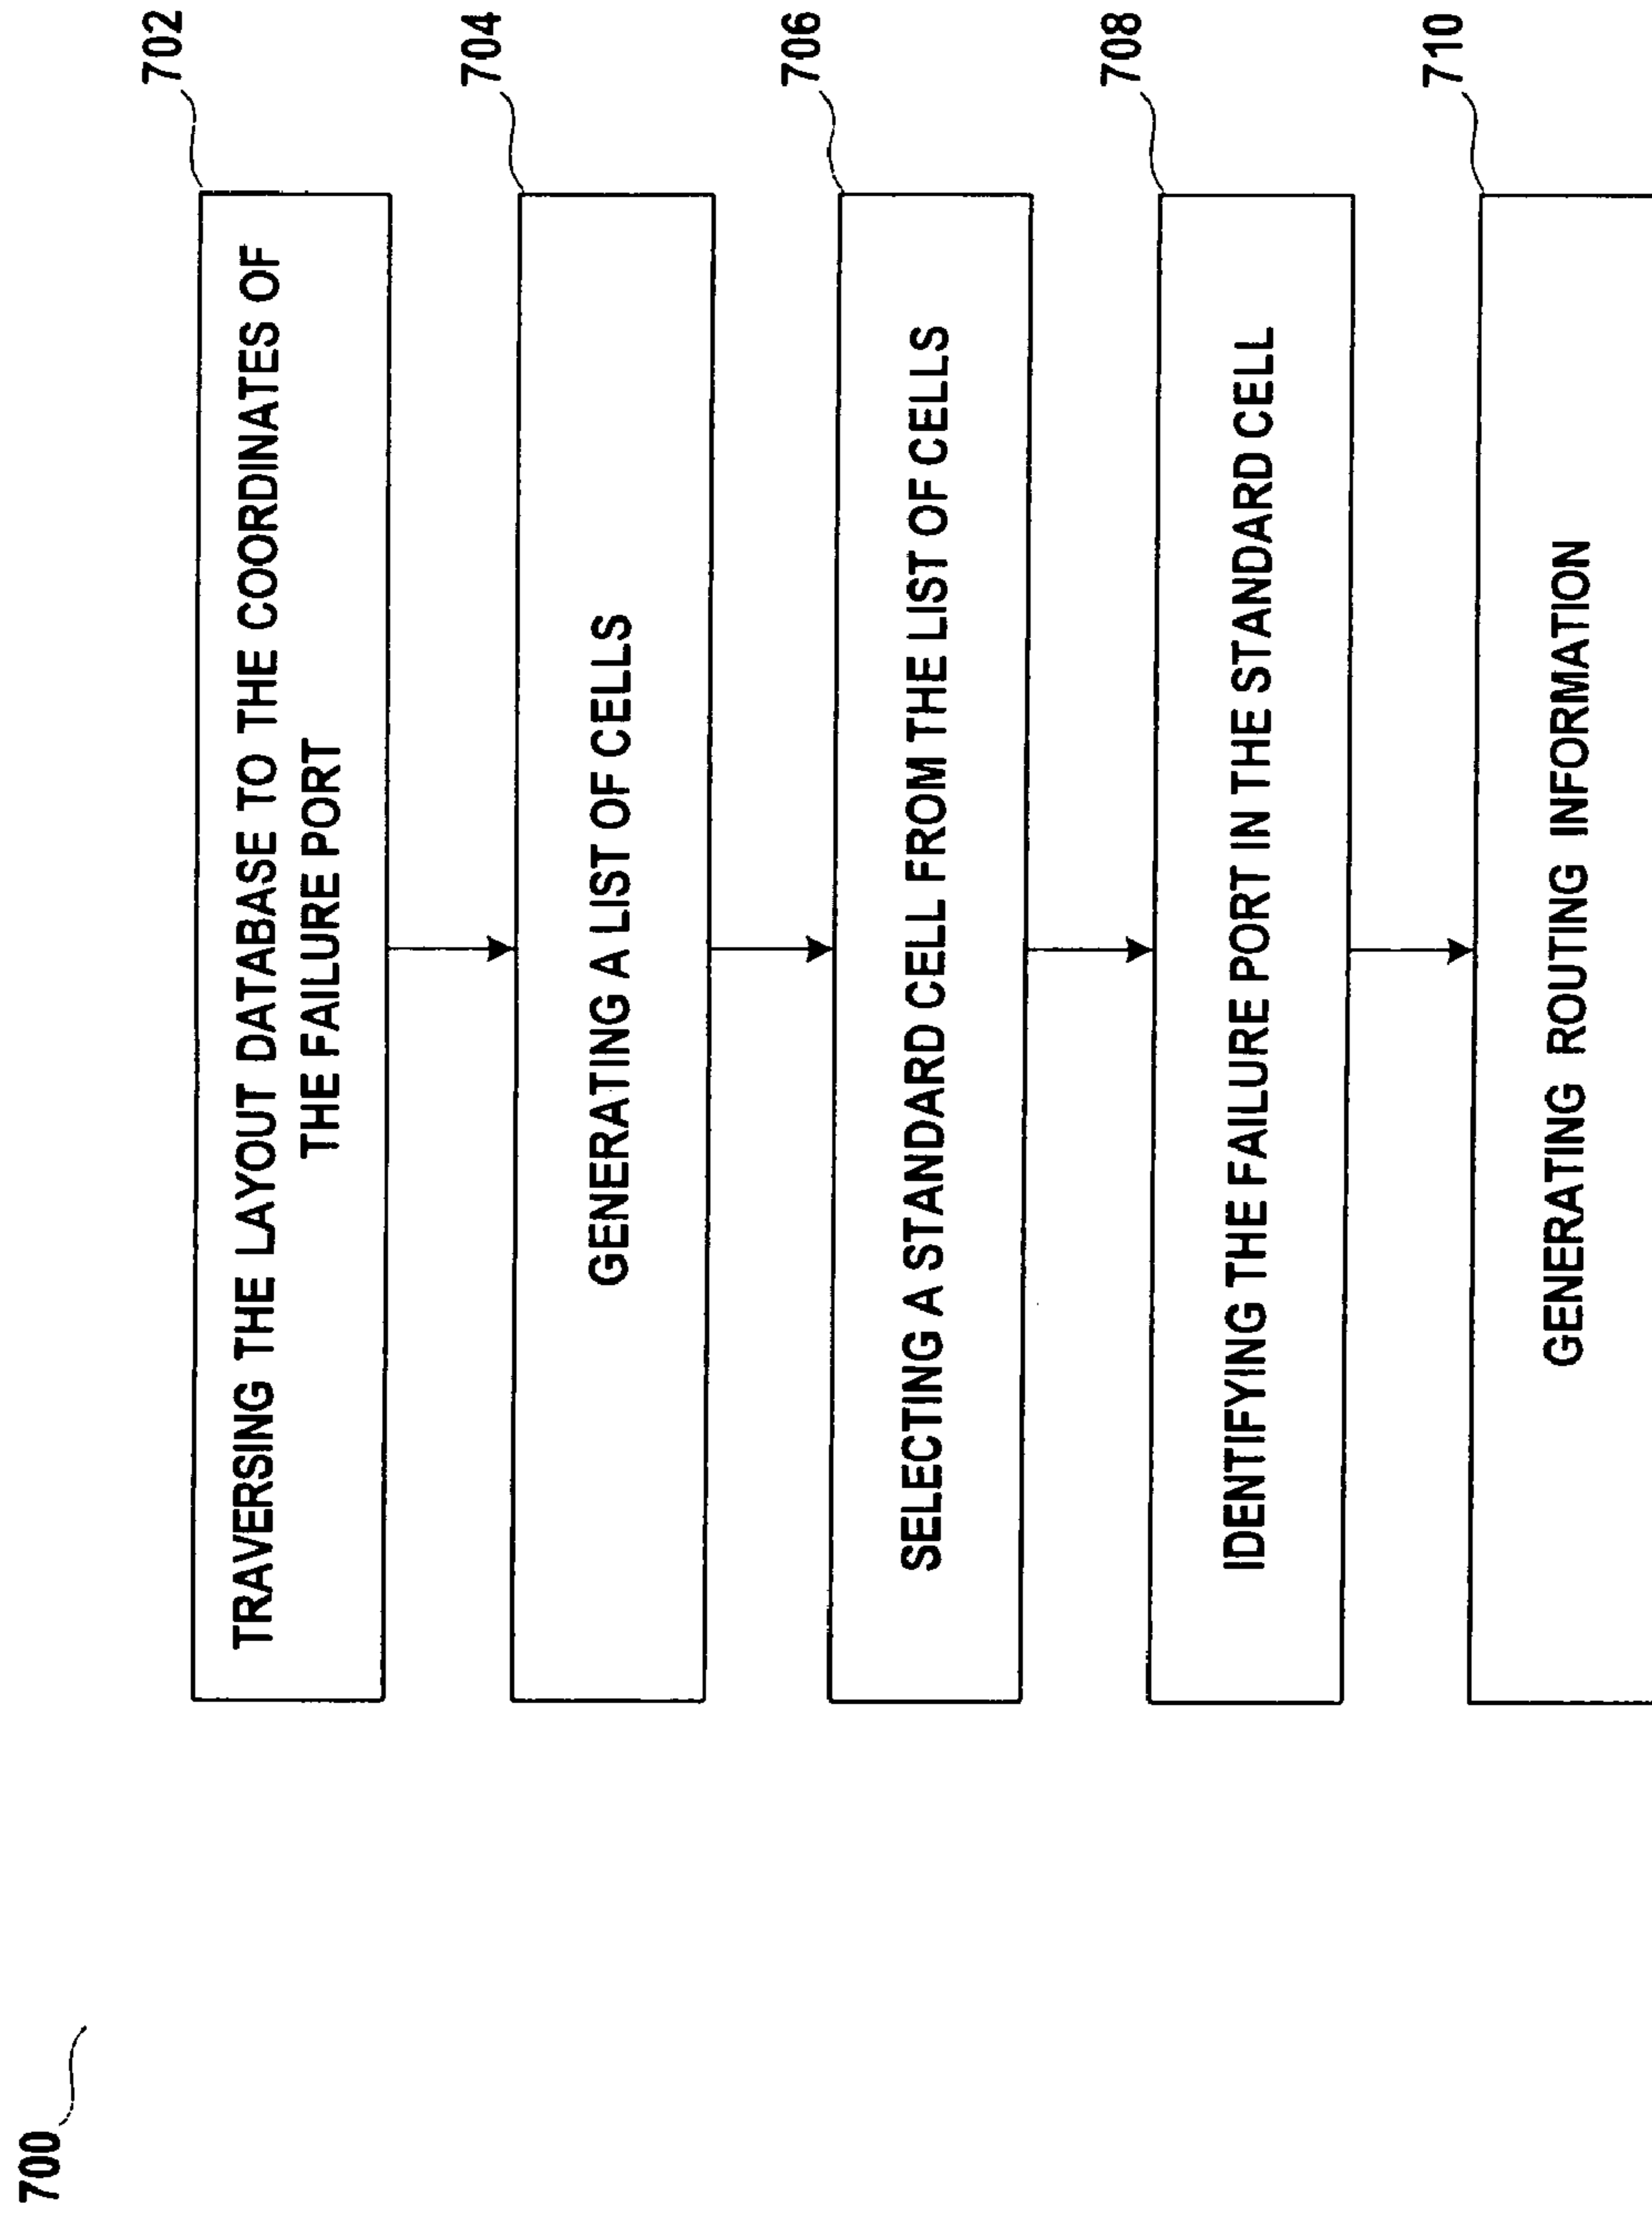 700
702
TRAVERSING THE LAYOUT DATABASE TO THE COORDINATES OF
THE FAILURE PORT
704
GENERATING A LIST OF CELLS
706
SELECTING A STANDARD CELL FROM THE LIST OF CELLS
708
IDENTIFYING THE FAILURE PORT IN THE STANDARD CELL
710
GENERATING ROUTING INFORMATION